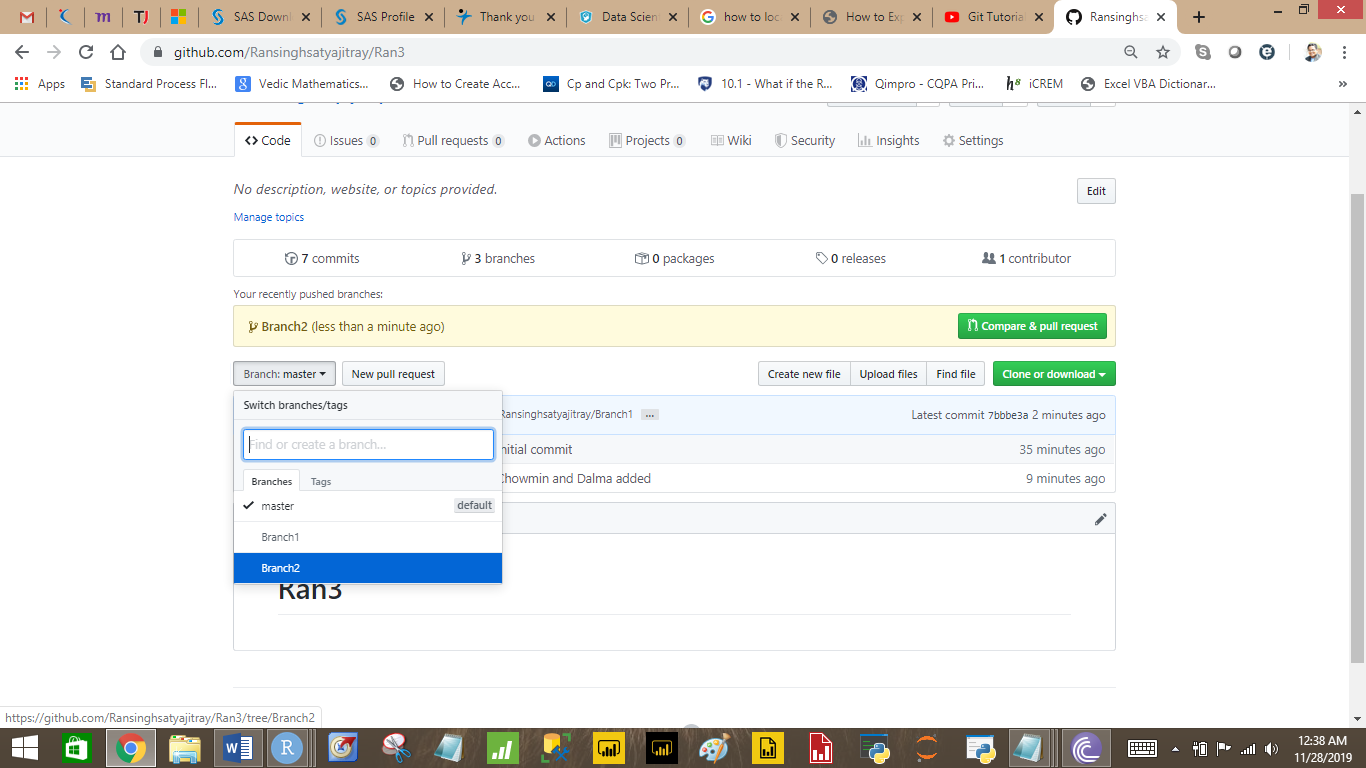 SAS Downl
SAS Profile
Thank you
Data Scien
how to loc
How to Exp
Git Tutoria
Ransinghsa
github.com/Ransinghsatyajitray/Ran3
Apps
Standard Process Fl...
Vedic Mathematics...
How to Create Acc...
Cp and Cpk: Two Pr...
10.1 - What if the R...
Qimpro - CQPA Pri...
iCREM
Excel VBA Dictionar...
»
<> Code
Issues 0
Pull requests 0
Actions
Projects 0
Wiki
Security
Insights
Settings
No description, website, or topics provided.
Edit
Manage topics
7 commits
3 branches
0 packages
0 releases
1 contributor
Your recently pushed branches:
Branch2 (less than a minute ago)
Compare & pull request
Branch: master
New pull request
Create new file
Upload files
Find file
Clone or download
Switch branches/tags
Ransinghsatyajitray/Branch1 ...
Latest commit 7bbbe3a 2 minutes ago
Find or create a branch...
nitial commit
35 minutes ago
Branches
Tags
Chowmin and Dalma added
9 minutes ago
master
default
Branch1
Branch2
Ran3
https://github.com/Ransinghsatyajitray/Ran3/tree/Branch2
12:38 AM
11/28/2019